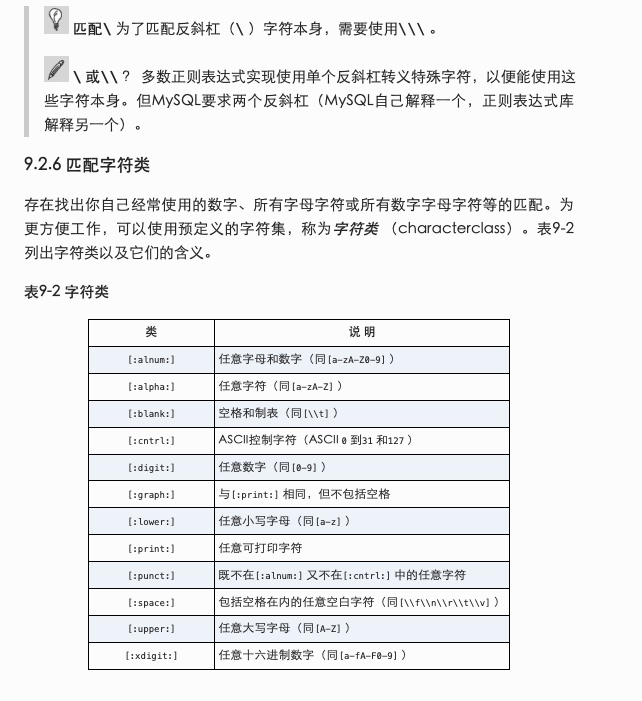 匹配\ 为了匹配反斜杠（\ ）字符本身，需要使用\\\ 。
\ 或\\？ 多数正则表达式实现使用单个反斜杠转义特殊字符，以便能使用这
些字符本身。但MySQL要求两个反斜杠（MySQL自己解释一个，正则表达式库
解释另一个）。
9.2.6 匹配字符类
存在找出你自己经常使用的数字、所有字母字符或所有数字字母字符等的匹配。为
更方便工作，可以使用预定义的字符集，称为字符类 （characterclass）。表9-2
列出字符类以及它们的含义。
表9-2 字符类
类 说 明
[:alnum:] 任意字母和数字（同[a-zA-Z0-9] ）
[:alpha:] 任意字符（同[a-zA-Z] ）
[:blank:] 空格和制表（同[\\t] ）
[:cntrl:] ASCII控制字符（ASCII 0 到31 和127 ）
[:digit:] 任意数字（同[0-9] ）
[:graph:] 与[:print:] 相同，但不包括空格
[:lower:] 任意小写字母（同[a-z] ）
[:print:] 任意可打印字符
[:punct:] 既不在[:alnum:] 又不在[:cntrl:] 中的任意字符
[:space:] 包括空格在内的任意空白字符（同[\\f\\n\\r\\t\\v] ）
[:upper:] 任意大写字母（同[A-Z] ）
[:xdigit:] 任意十六进制数字（同[a-fA-F0-9] ）